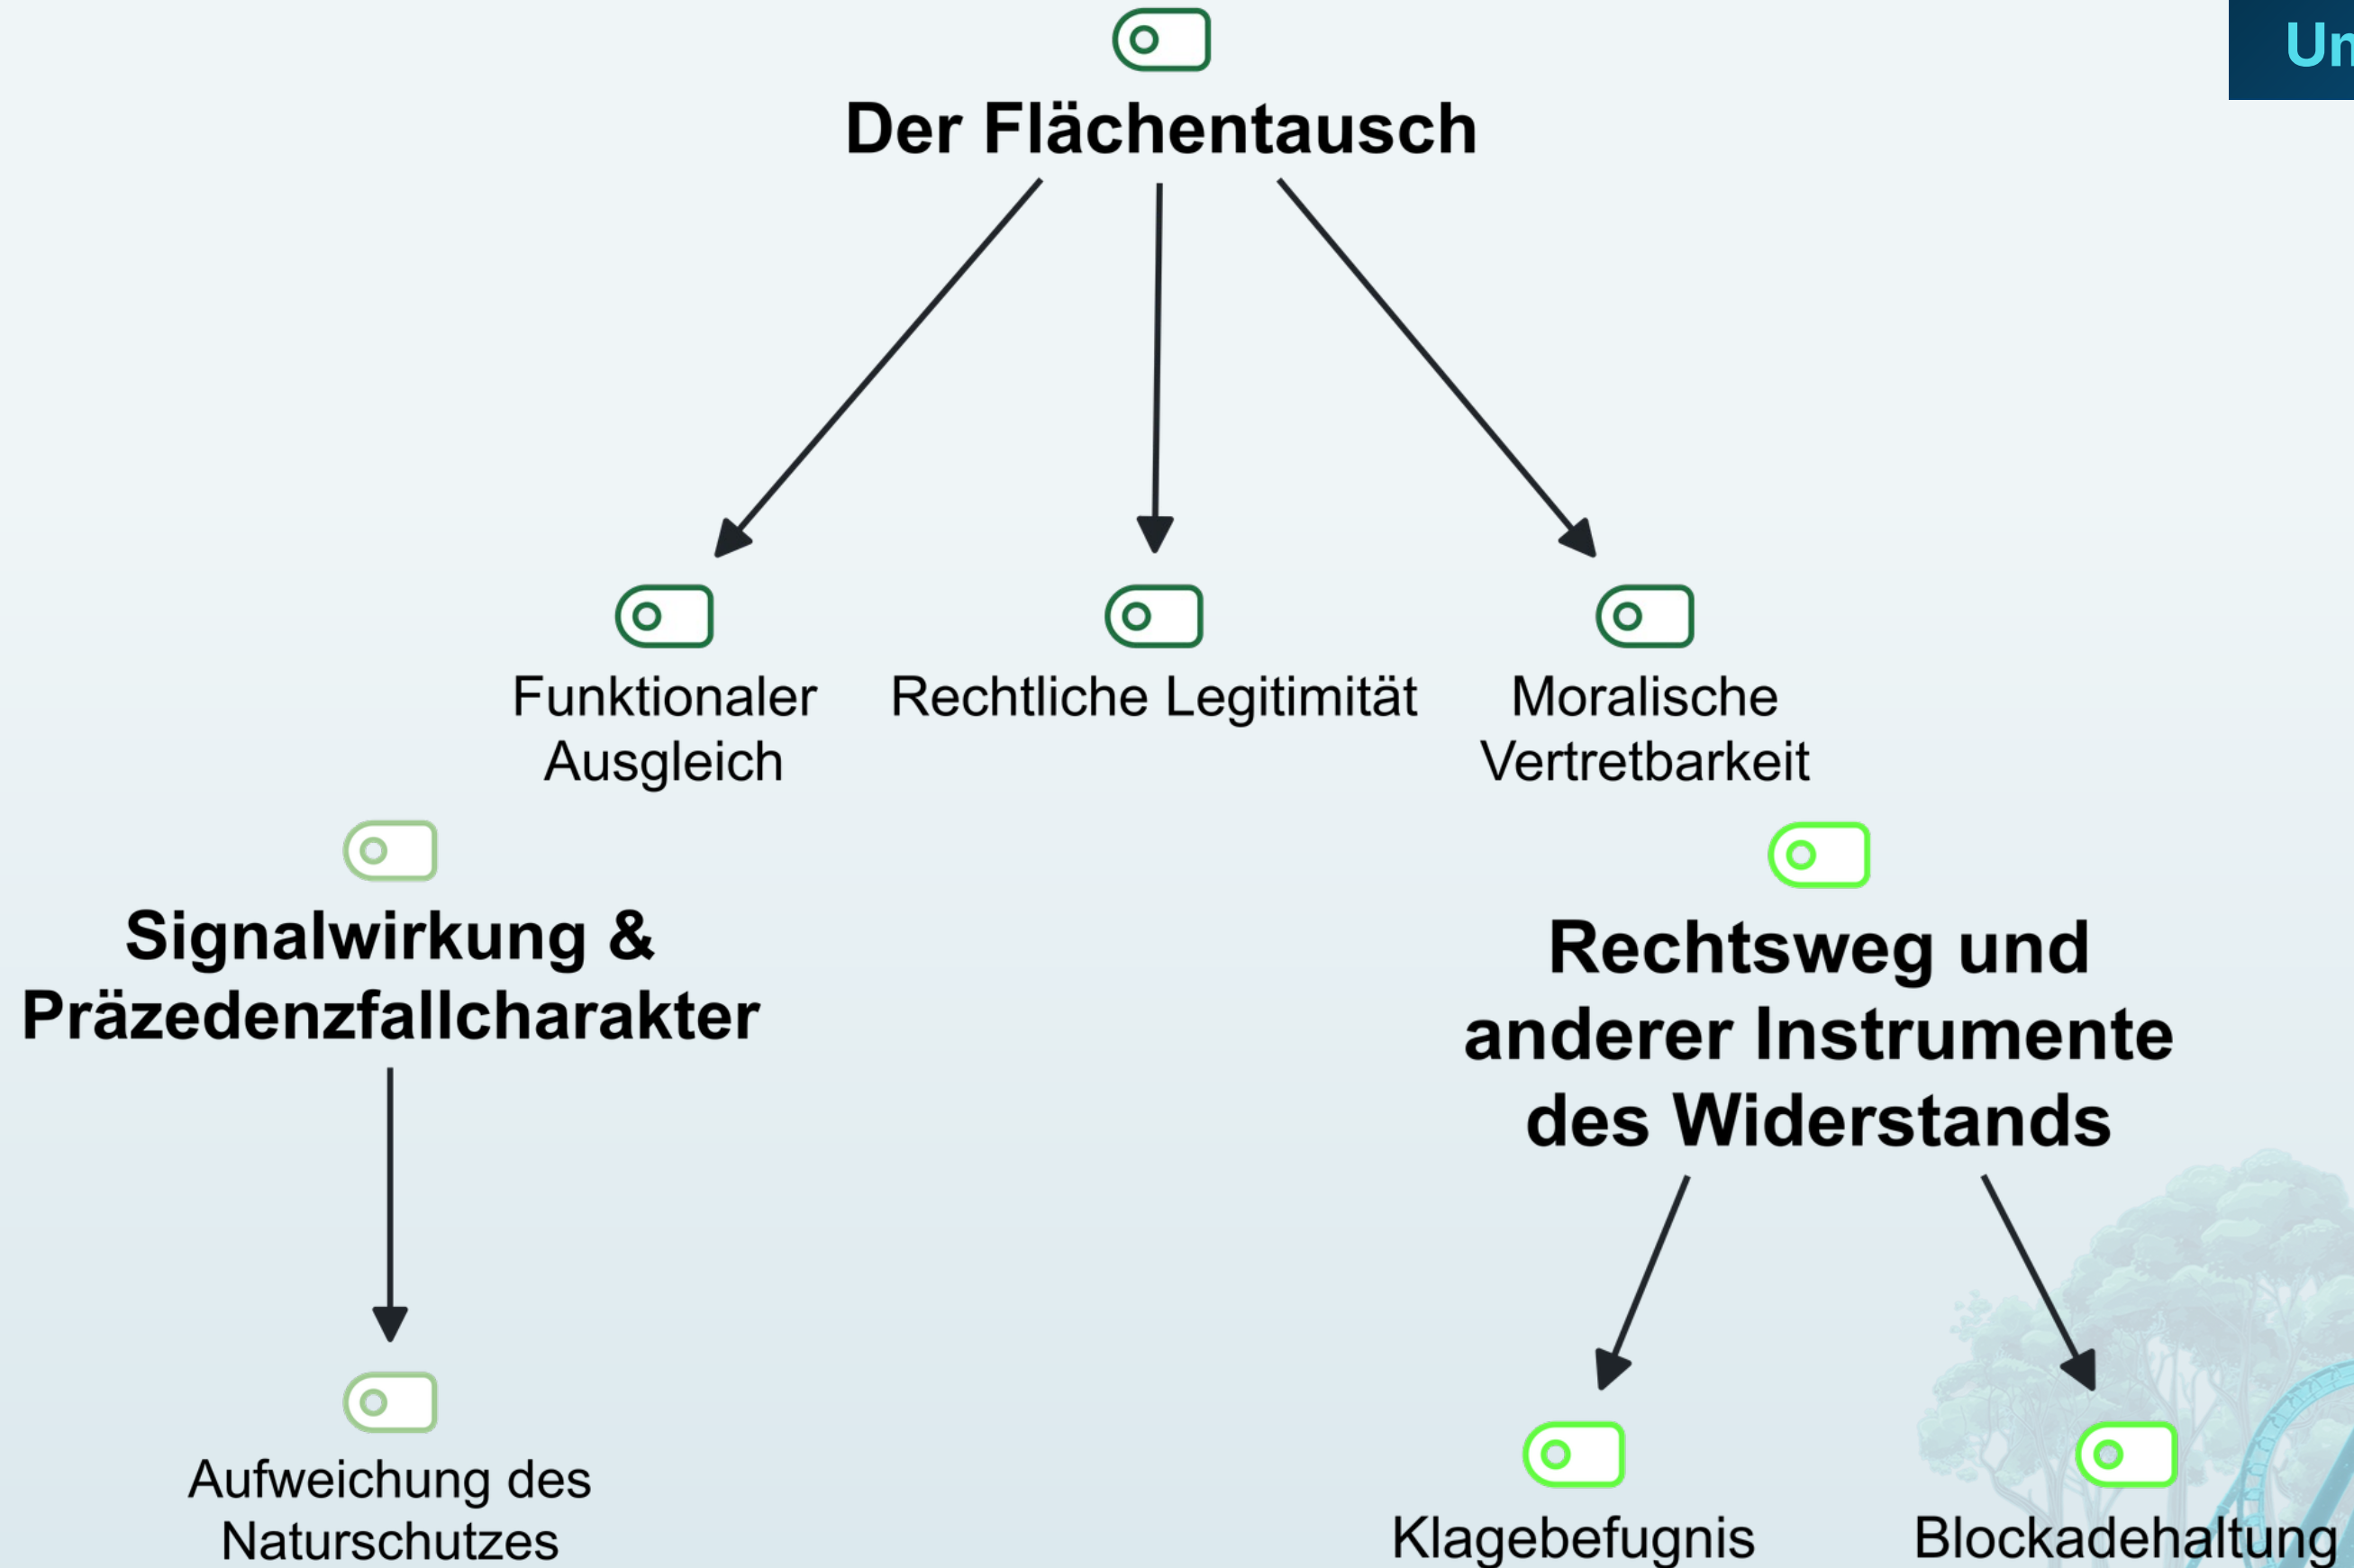 Der Flächentausch
Funktionaler
Ausgleich
Rechtliche Legitimität
Moralische
Vertretbarkeit
Signalwirkung &
Präzedenzfallcharakter
Rechtsweg und
anderer Instrumente
des Widerstands
Aufweichung des
Naturschutzes
Klagebefugnis
Blockadehaltung